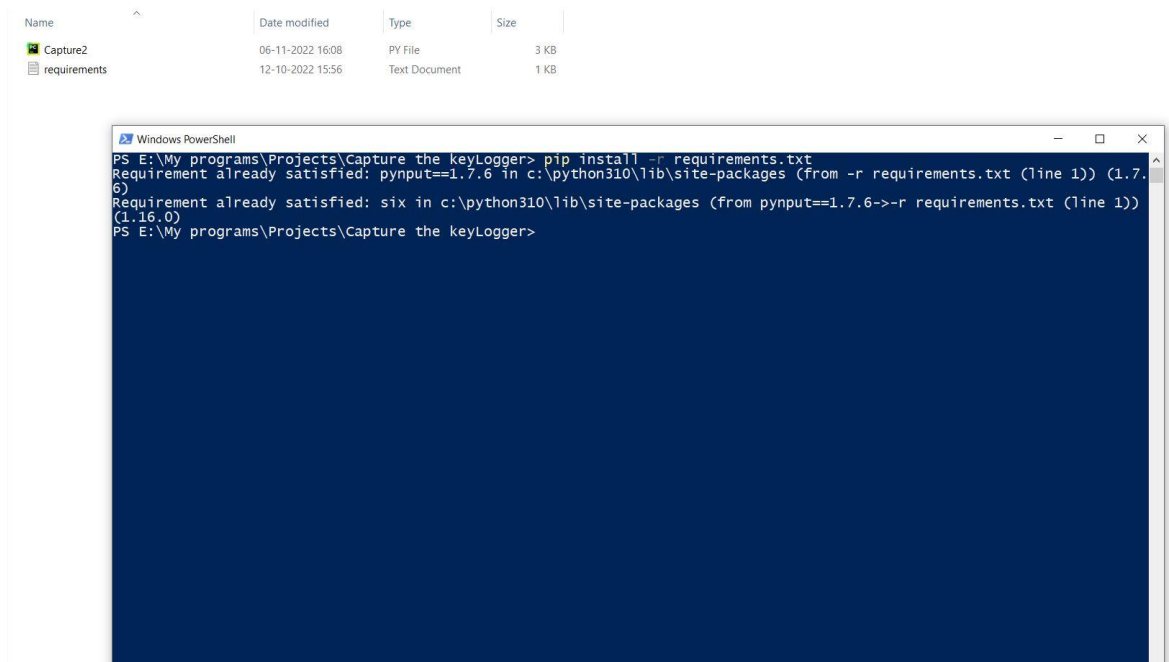 Name Date modified Type Size
Capture2 06-11-2022 16:08 PY File 3 KB
requirements 12-10-2022 15:56 Text Document 1 KB
Windows PowerShell
PS E:\My programs\Projects\Capture the keyLogger> pip install -r requirements.txt
Requirement already satisfied: pynput==1.7.6 in c:\python310\lib\site-packages (from -r requirements.txt (line 1)) (1.7.
6)
Requirement already satisfied: six in c:\python310\lib\site-packages (from pynput==1.7.6->-r requirements.txt (line 1))
(1.16.0)
PS E:\My programs\Projects\Capture the keyLogger>